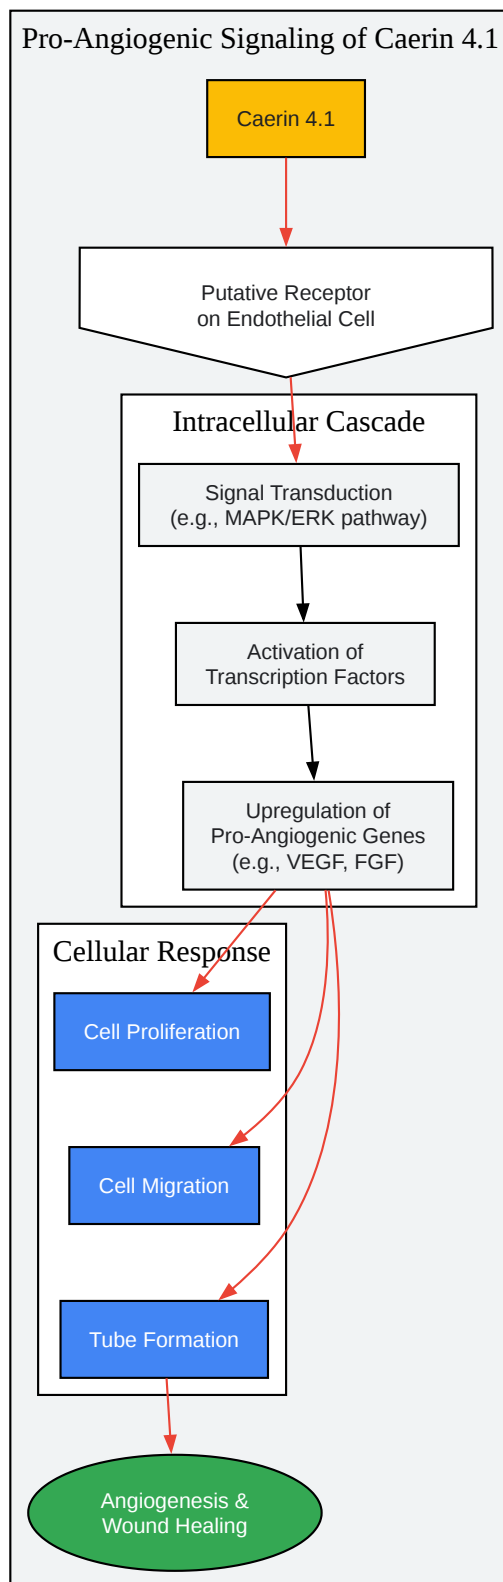 Pro-Angiogenic Signaling of Caerin 4.1
Caerin 4.1
Putative Receptor
on Endothelial Cell
Intracellular Cascade
Signal Transduction
(e.g., MAPK/ERK pathway)
Activation of
Transcription Factors
Upregulation of
Pro-Angiogenic Genes
(e.g., VEGF, FGF)
Cellular Response
Cell Proliferation
Cell Migration
Tube Formation
Angiogenesis &
Wound Healing